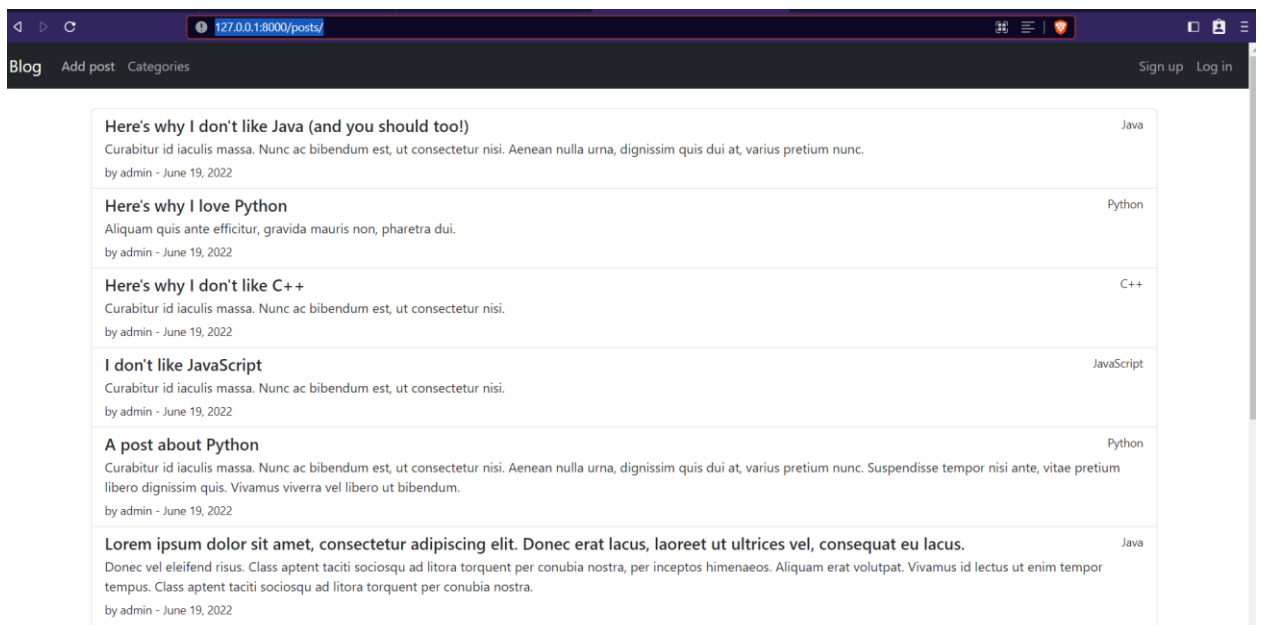 127.0.0.1:8000/posts/
Blog Add post Categories Sign up Log in
Here's why I don't like Java (and you should too!) Java
Curabitur id iaculis massa. Nunc ac bibendum est, ut consectetur nisi. Aenean nulla urna, dignissim quis dui at, varius pretium nunc.
by admin - June 19, 2022
Here's why I love Python Python
Aliquam quis ante efficitur, gravida mauris non, pharetra dui.
by admin - June 19, 2022
Here's why I don't like C++ C++
Curabitur id iaculis massa. Nunc ac bibendum est, ut consectetur nisi.
by admin - June 19, 2022
I don't like JavaScript JavaScript
Curabitur id iaculis massa. Nunc ac bibendum est, ut consectetur nisi.
by admin - June 19, 2022
A post about Python Python
Curabitur id iaculis massa. Nunc ac bibendum est, ut consectetur nisi. Aenean nulla urna, dignissim quis dui at, varius pretium nunc. Suspendisse tempor nisi ante, vitae pretium
libero dignissim quis. Vivamus viverra vel libero ut bibendum.
by admin - June 19, 2022
Lorem ipsum dolor sit amet, consectetur adipiscing elit. Donec erat lacus, laoreet ut ultrices vel, consequat eu lacus. Java
Donec vel eleifend risus. Class aptent taciti sociosqu ad litora torquent per conubia nostra, per inceptos himenaeos. Aliquam erat volutpat. Vivamus id lectus ut enim tempor
tempus. Class aptent taciti sociosqu ad litora torquent per conubia nostra.
by admin - June 19, 2022